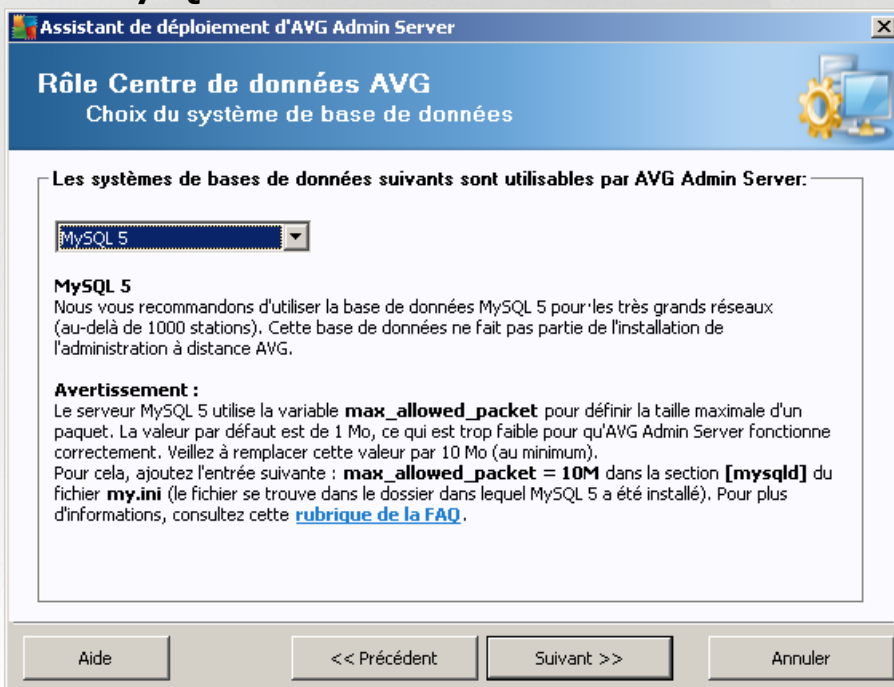 Assistant de déploiement d'AVG Admin Server
Rôle Centre de données AVG
Choix du système de base de données
Les systèmes de bases de données suivants sont utilisables par AVG Admin Server:
MySQL 5
MySQL 5
Nous vous recommandons d'utiliser la base de données MySQL 5 pour les très grands réseaux
(au-delà de 1000 stations). Cette base de données ne fait pas partie de l'installation de
l'administration à distance AVG.
Avertissement :
Le serveur MySQL 5 utilise la variable max_allowed_packet pour définir la taille maximale d'un
paquet. La valeur par défaut est de 1 Mo, ce qui est trop faible pour qu'AVG Admin Server fonctionne
correctement. Veillez à remplacer cette valeur par 10 Mo (au minimum).
Pour cela, ajoutez l'entrée suivante : max_allowed_packet = 10M dans la section [mysqld] du
fichier my.ini (le fichier se trouve dans le dossier dans lequel MySQL 5 a été installé). Pour plus
d'informations, consultez cette rubrique de la FAQ.
Aide
<< Précédent
Suivant >>
Annuler